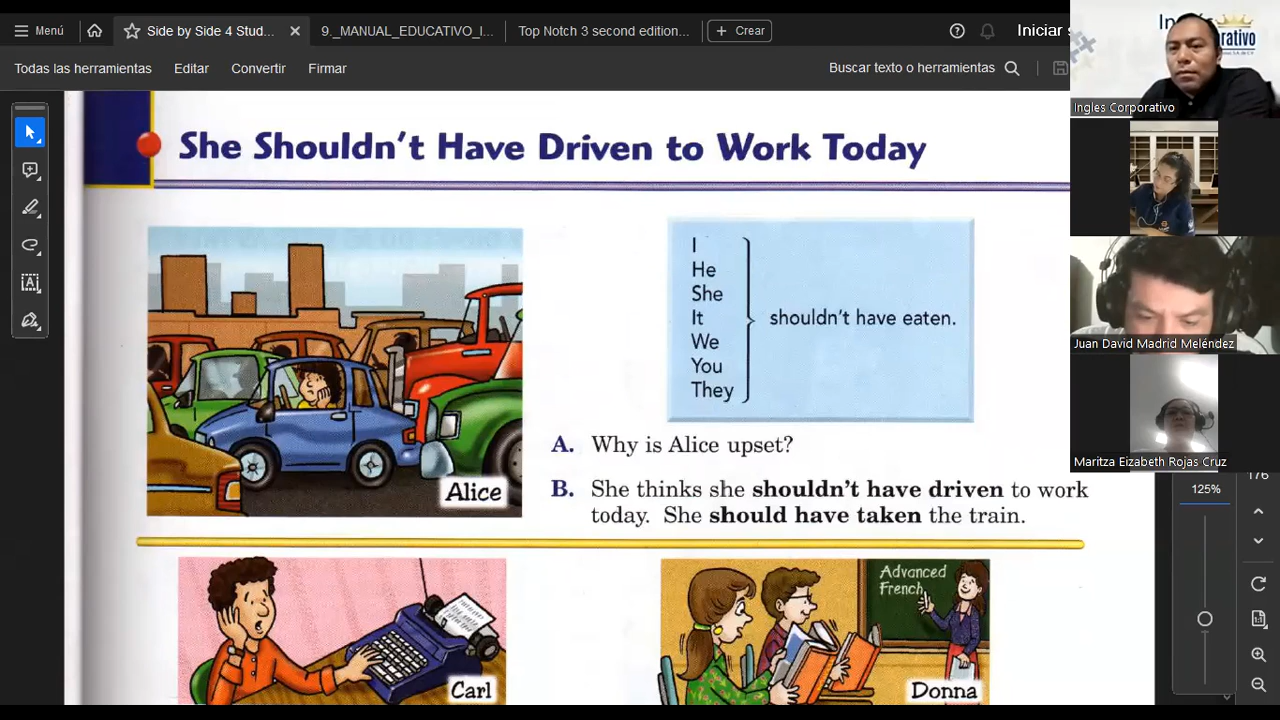 Menú
Side by Side 4 Stud...
9._MANUAL_EDUCATIVO_I...
Top Notch 3 second edition...
Crear
Iniciar s
Todas las herramientas
Editar
Convertir
Firmar
Buscar texto o herramientas
She Shouldn't Have Driven to Work Today
I
He
She
It
We
You
They
shouldn't have eaten.
A. Why is Alice upset?
B. She thinks she shouldn't have driven to work
today. She should have taken the train.
Alice
Carl
Advanced
French
Donna
Ingles Corporativo
Juan David Madrid Meléndez
Maritza Eizabeth Rojas Cruz
176
125%